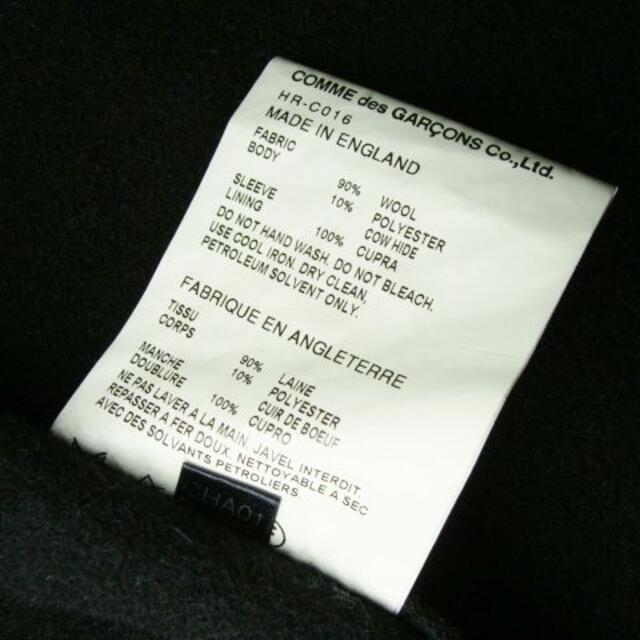 COMME des GARÇONS Co.,Ltd.
HR-C016
MADE IN ENGLAND
FABRIC
BODY 90% WOOL
10% POLYESTER
SLEEVE COW HIDE
LINING 100% CUPRA
DO NOT HAND WASH. DO NOT BLEACH.
USE COOL IRON. DRY CLEAN,
PETROLEUM SOLVENT ONLY.
FABRIQUE EN ANGLETERRE
TISSU
CORPS 90% LAINE
10% POLYESTER
MANCHE CUIR DE BOEUF
DOUBLURE 100% CUPRO
NE PAS LAVER A LA MAIN. JAVEL INTERDIT.
REPASSER A FER DOUX. NETTOYABLE A SEC
AVEC DES SOLVANTS PETROLIERS